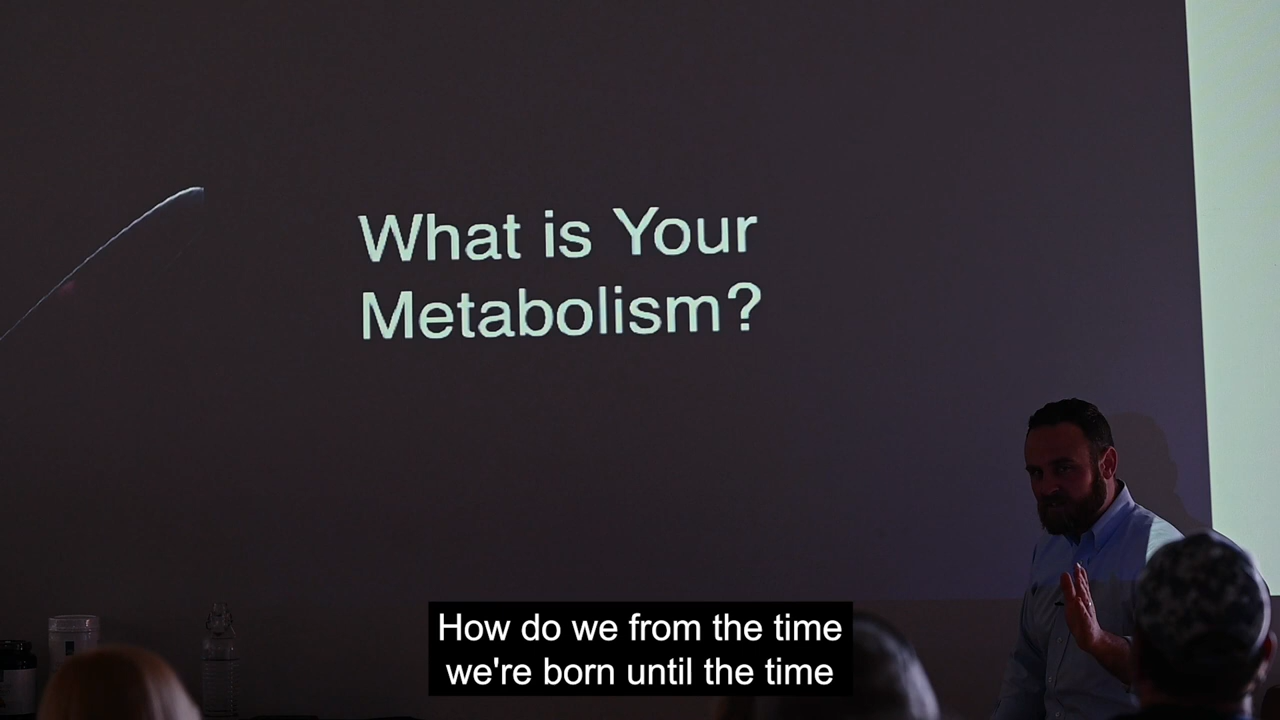 What is Your
Metabolism?
How do we from the time
we're born until the time